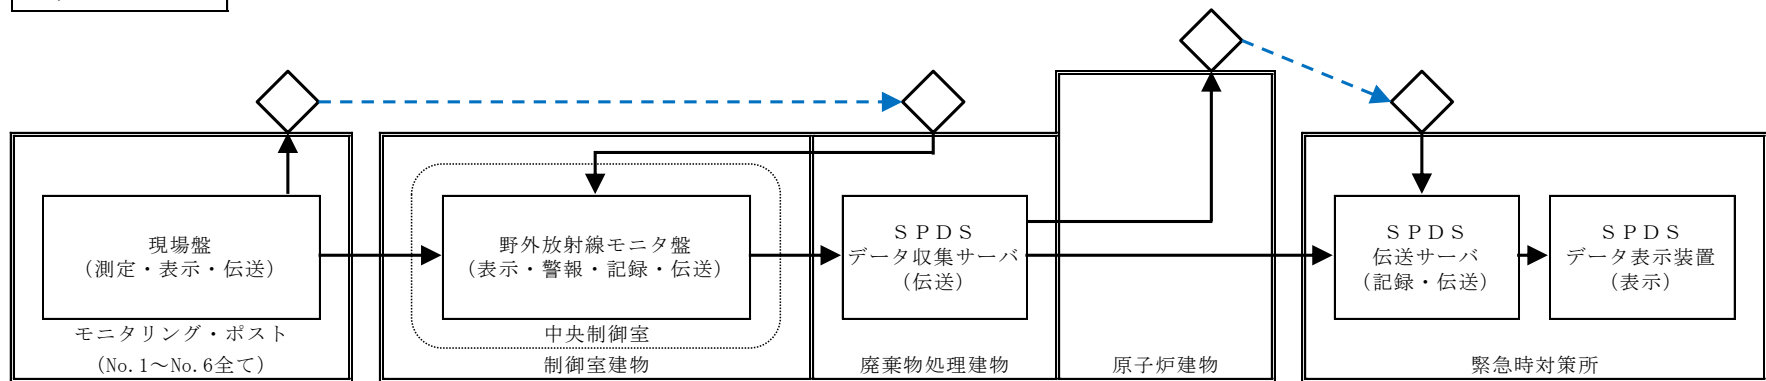 現場盤
(測定・表示・伝送)
モニタリング・ポスト
(No.1～No.6全て)
野外放射線モニタ盤
(表示・警報・記録・伝送)
中央制御室
制御室建物
ＳＰＤＳ
データ収集サーバ
(伝送)
廃棄物処理建物
原子炉建物
ＳＰＤＳ
伝送サーバ
(記録・伝送)
ＳＰＤＳ
データ表示装置
(表示)
緊急時対策所